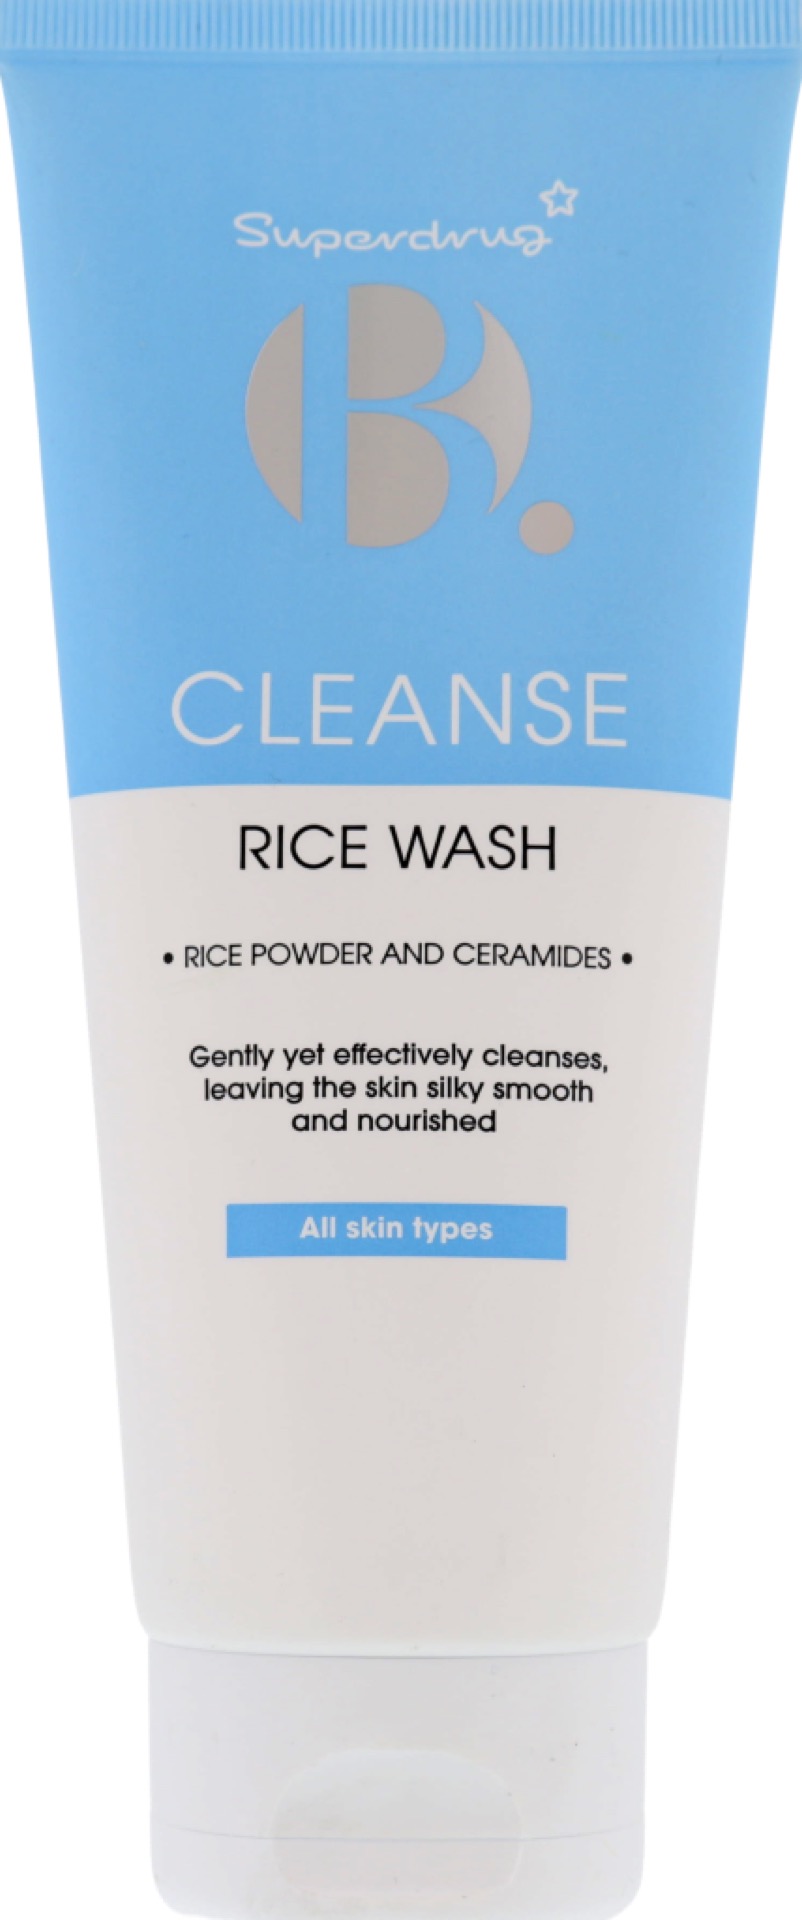 Superdrug
B.
CLEANSE
RICE WASH
• RICE POWDER AND CERAMIDES •
Gently yet effectively cleanses,
leaving the skin silky smooth
and nourished
All skin types